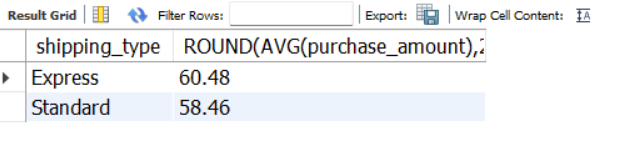 Result Grid Filter Rows: Export: Wrap Cell Content: IA
shipping_type ROUND(AVG(purchase_amount),2
Express 60.48
Standard 58.46